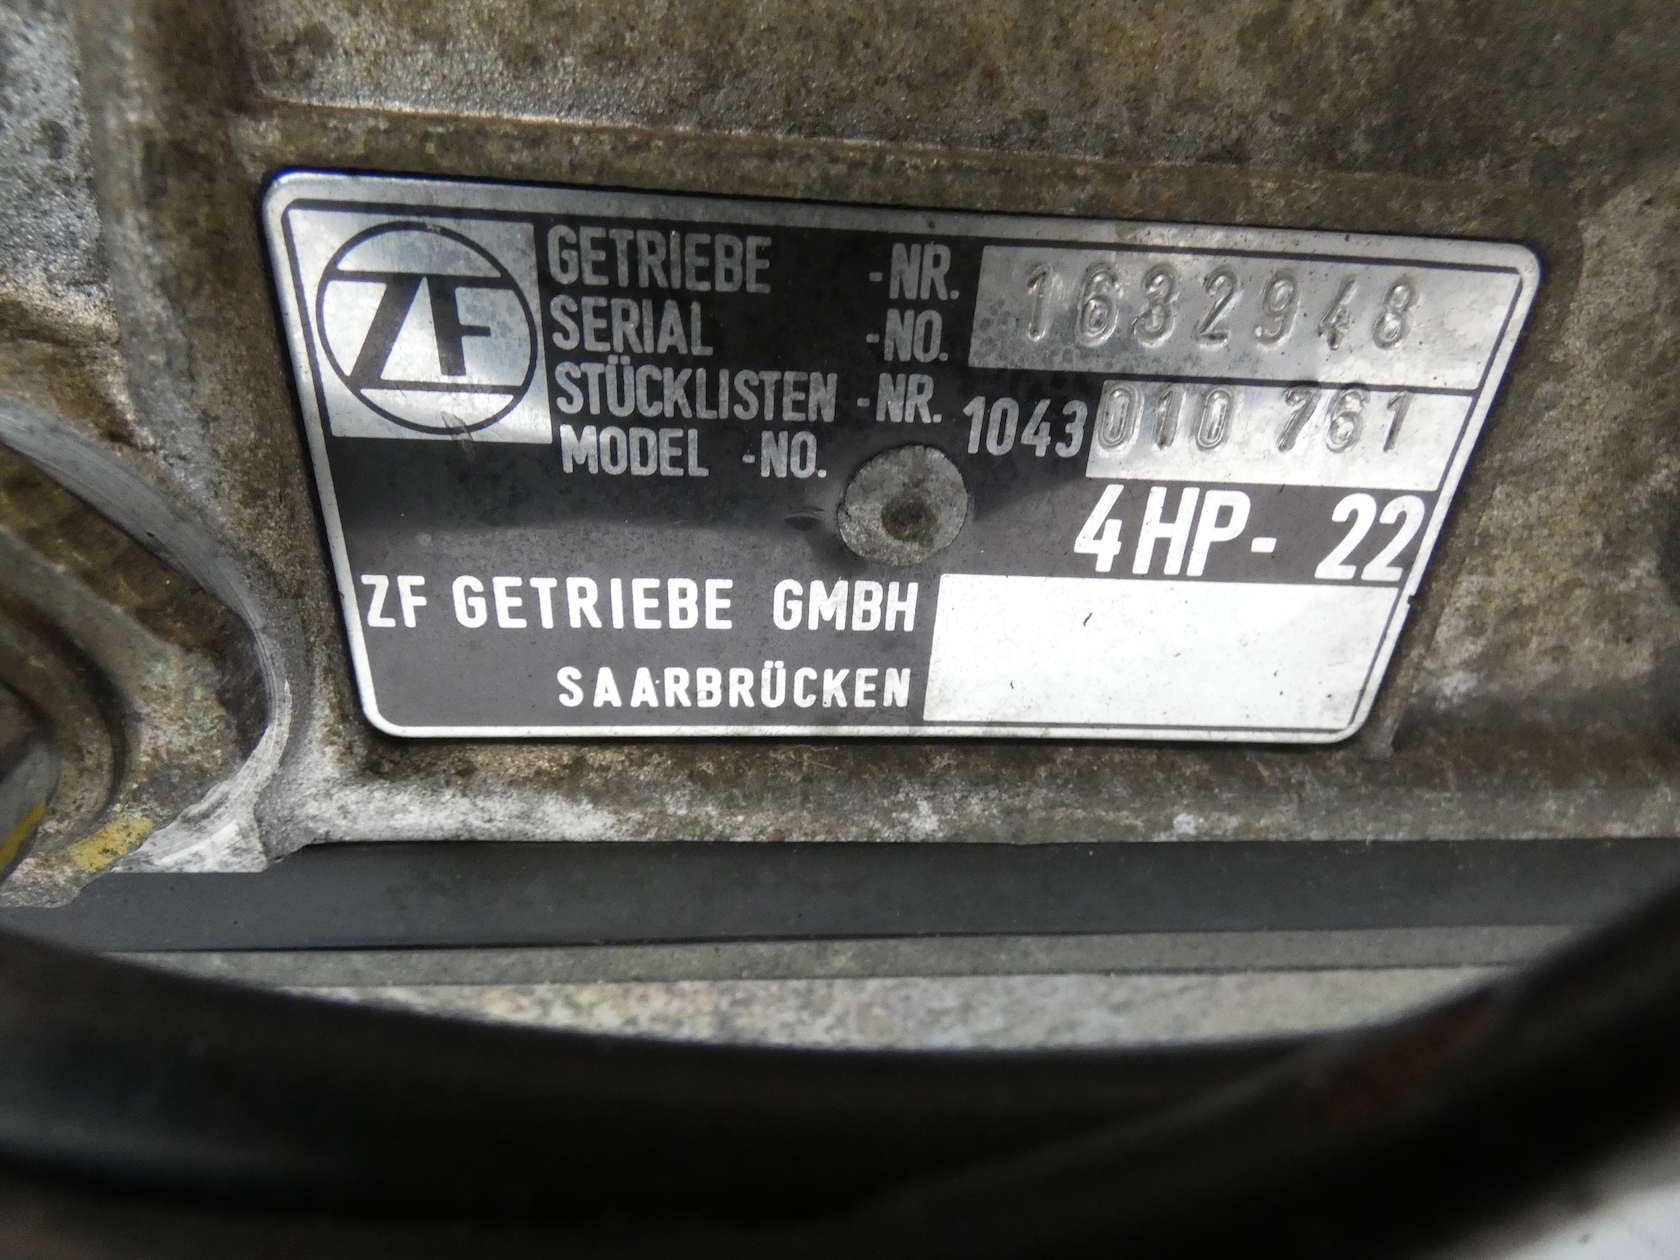 ZF
GETRIEBE -NR.
SERIAL -NO. 1632948
STÜCKLISTEN -NR. 1043 010 761
MODEL -NO.
4HP- 22
ZF GETRIEBE GMBH
SAARBRÜCKEN